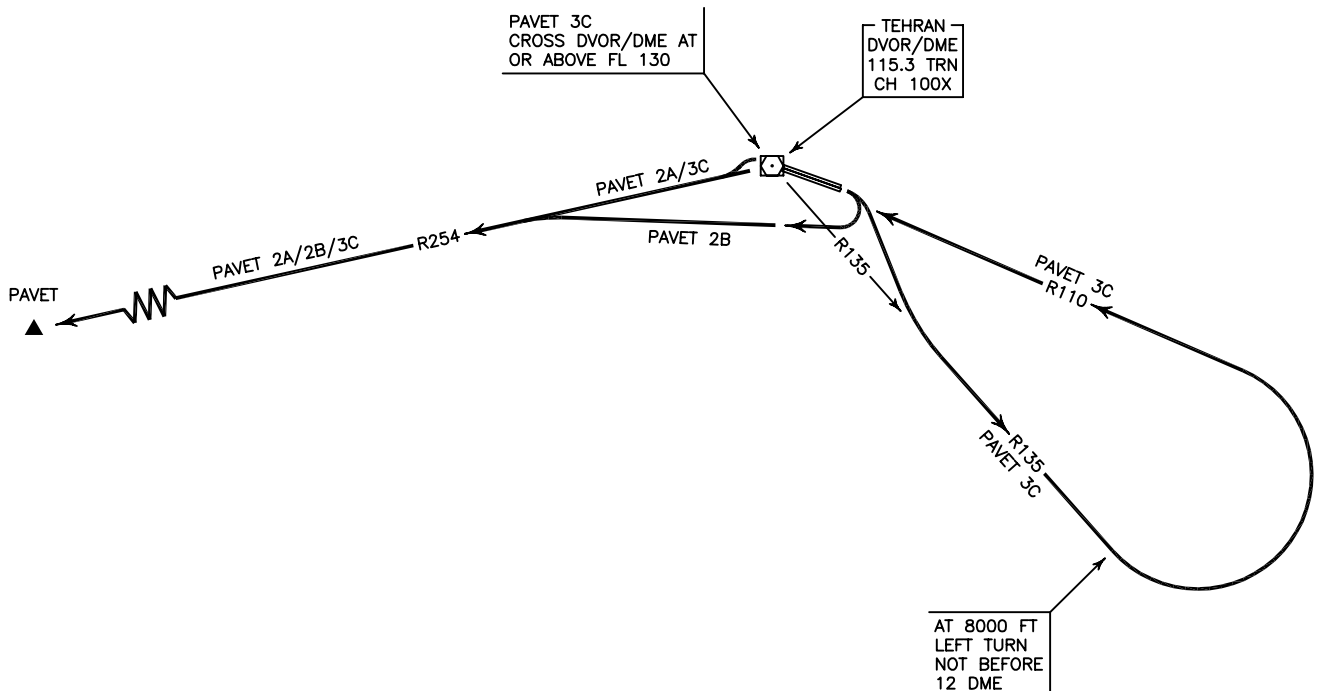 PAVET 3C
CROSS DVOR/DME AT
OR ABOVE FL 130
TEHRAN
DVOR/DME
115.3 TRN
CH 100X
PAVET 2A/3C
PAVET 2B
R254
PAVET 2A/2B/3C
PAVET
R135
PAVET 3C
R110
R135
PAVET 3C
AT 8000 FT
LEFT TURN
NOT BEFORE
12 DME